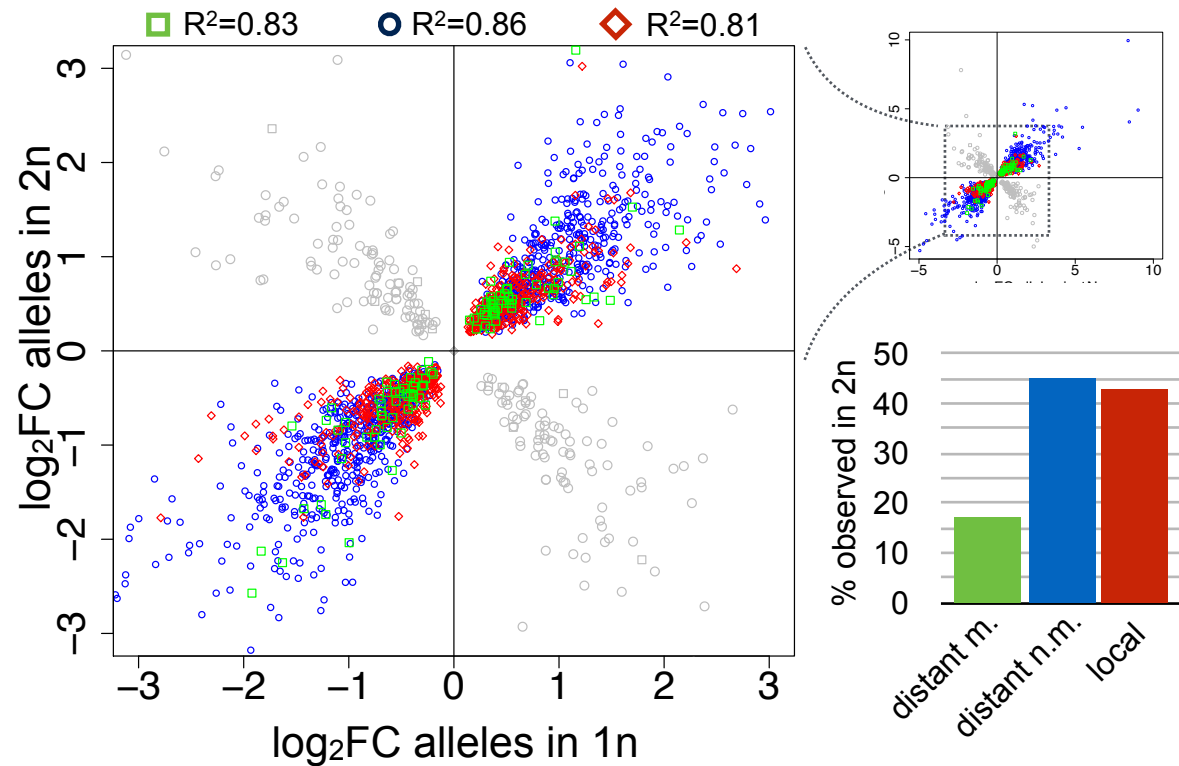 R²=0.83 R²=0.86 R²=0.81
log₂FC alleles in 2n
3
2
1
0
−1
−2
−3
−3 −2 −1 0 1 2 3
log₂FC alleles in 1n
10
5
0
−5
−5 0 5 10
% observed in 2n
50
40
30
20
10
0
distant m.
distant n.m.
local